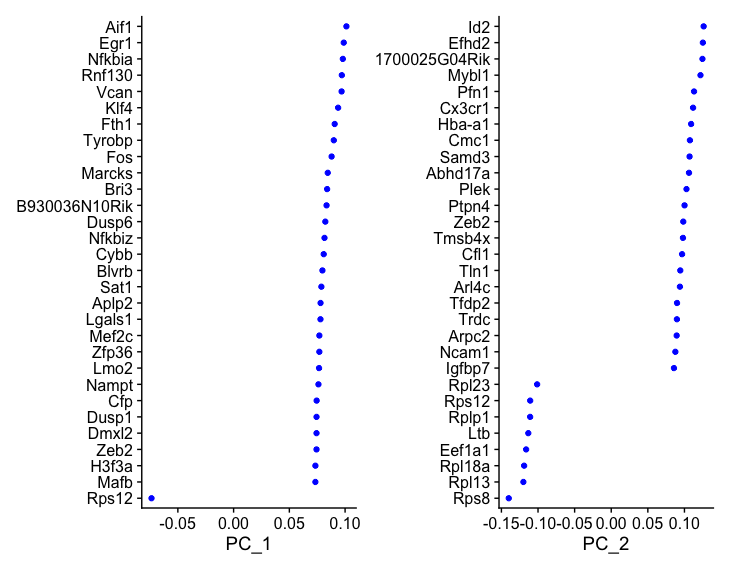 Aif1
Egr1
Nfkbia
Rnf130
Vcan
Klf4
Fth1
Tyrobp
Fos
Marcks
Bri3
B930036N10Rik
Dusp6
Nfkbiz
Cybb
Blvrb
Sat1
Aplp2
Lgals1
Mef2c
Zfp36
Lmo2
Nampt
Cfp
Dusp1
Dmxl2
Zeb2
H3f3a
Mafb
Rps12
-0.05 0.00 0.05 0.10
PC_1
Id2
Efhd2
1700025G04Rik
Mybl1
Pfn1
Cx3cr1
Hba-a1
Cmc1
Samd3
Abhd17a
Plek
Ptpn4
Zeb2
Tmsb4x
Cfl1
Tln1
Arl4c
Tfdp2
Trdc
Arpc2
Ncam1
Igfbp7
Rpl23
Rps12
Rplp1
Ltb
Eef1a1
Rpl18a
Rpl13
Rps8
-0.15 -0.10 -0.05 0.00 0.05 0.10
PC_2